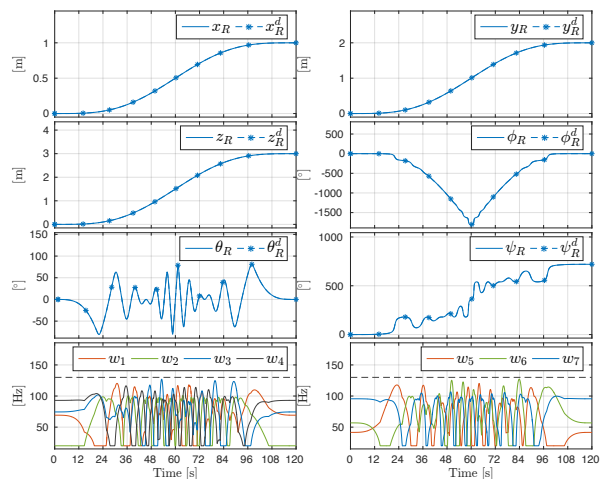 x_R x_R^d
1
0.5
0
[m]
y_R y_R^d
2
1
0
[m]
z_R z_R^d
4
3
2
1
0
[m]
ϕ_R ϕ_R^d
500
0
-500
-1000
-1500
[°]
θ_R θ_R^d
150
100
50
0
-50
[°]
ψ_R ψ_R^d
1000
500
0
[°]
w_1 w_2 w_3 w_4
150
100
50
[Hz]
0 12 24 36 48 60 72 84 96 108 120
Time [s]
w_5 w_6 w_7
150
100
50
[Hz]
0 12 24 36 48 60 72 84 96 108 120
Time [s]